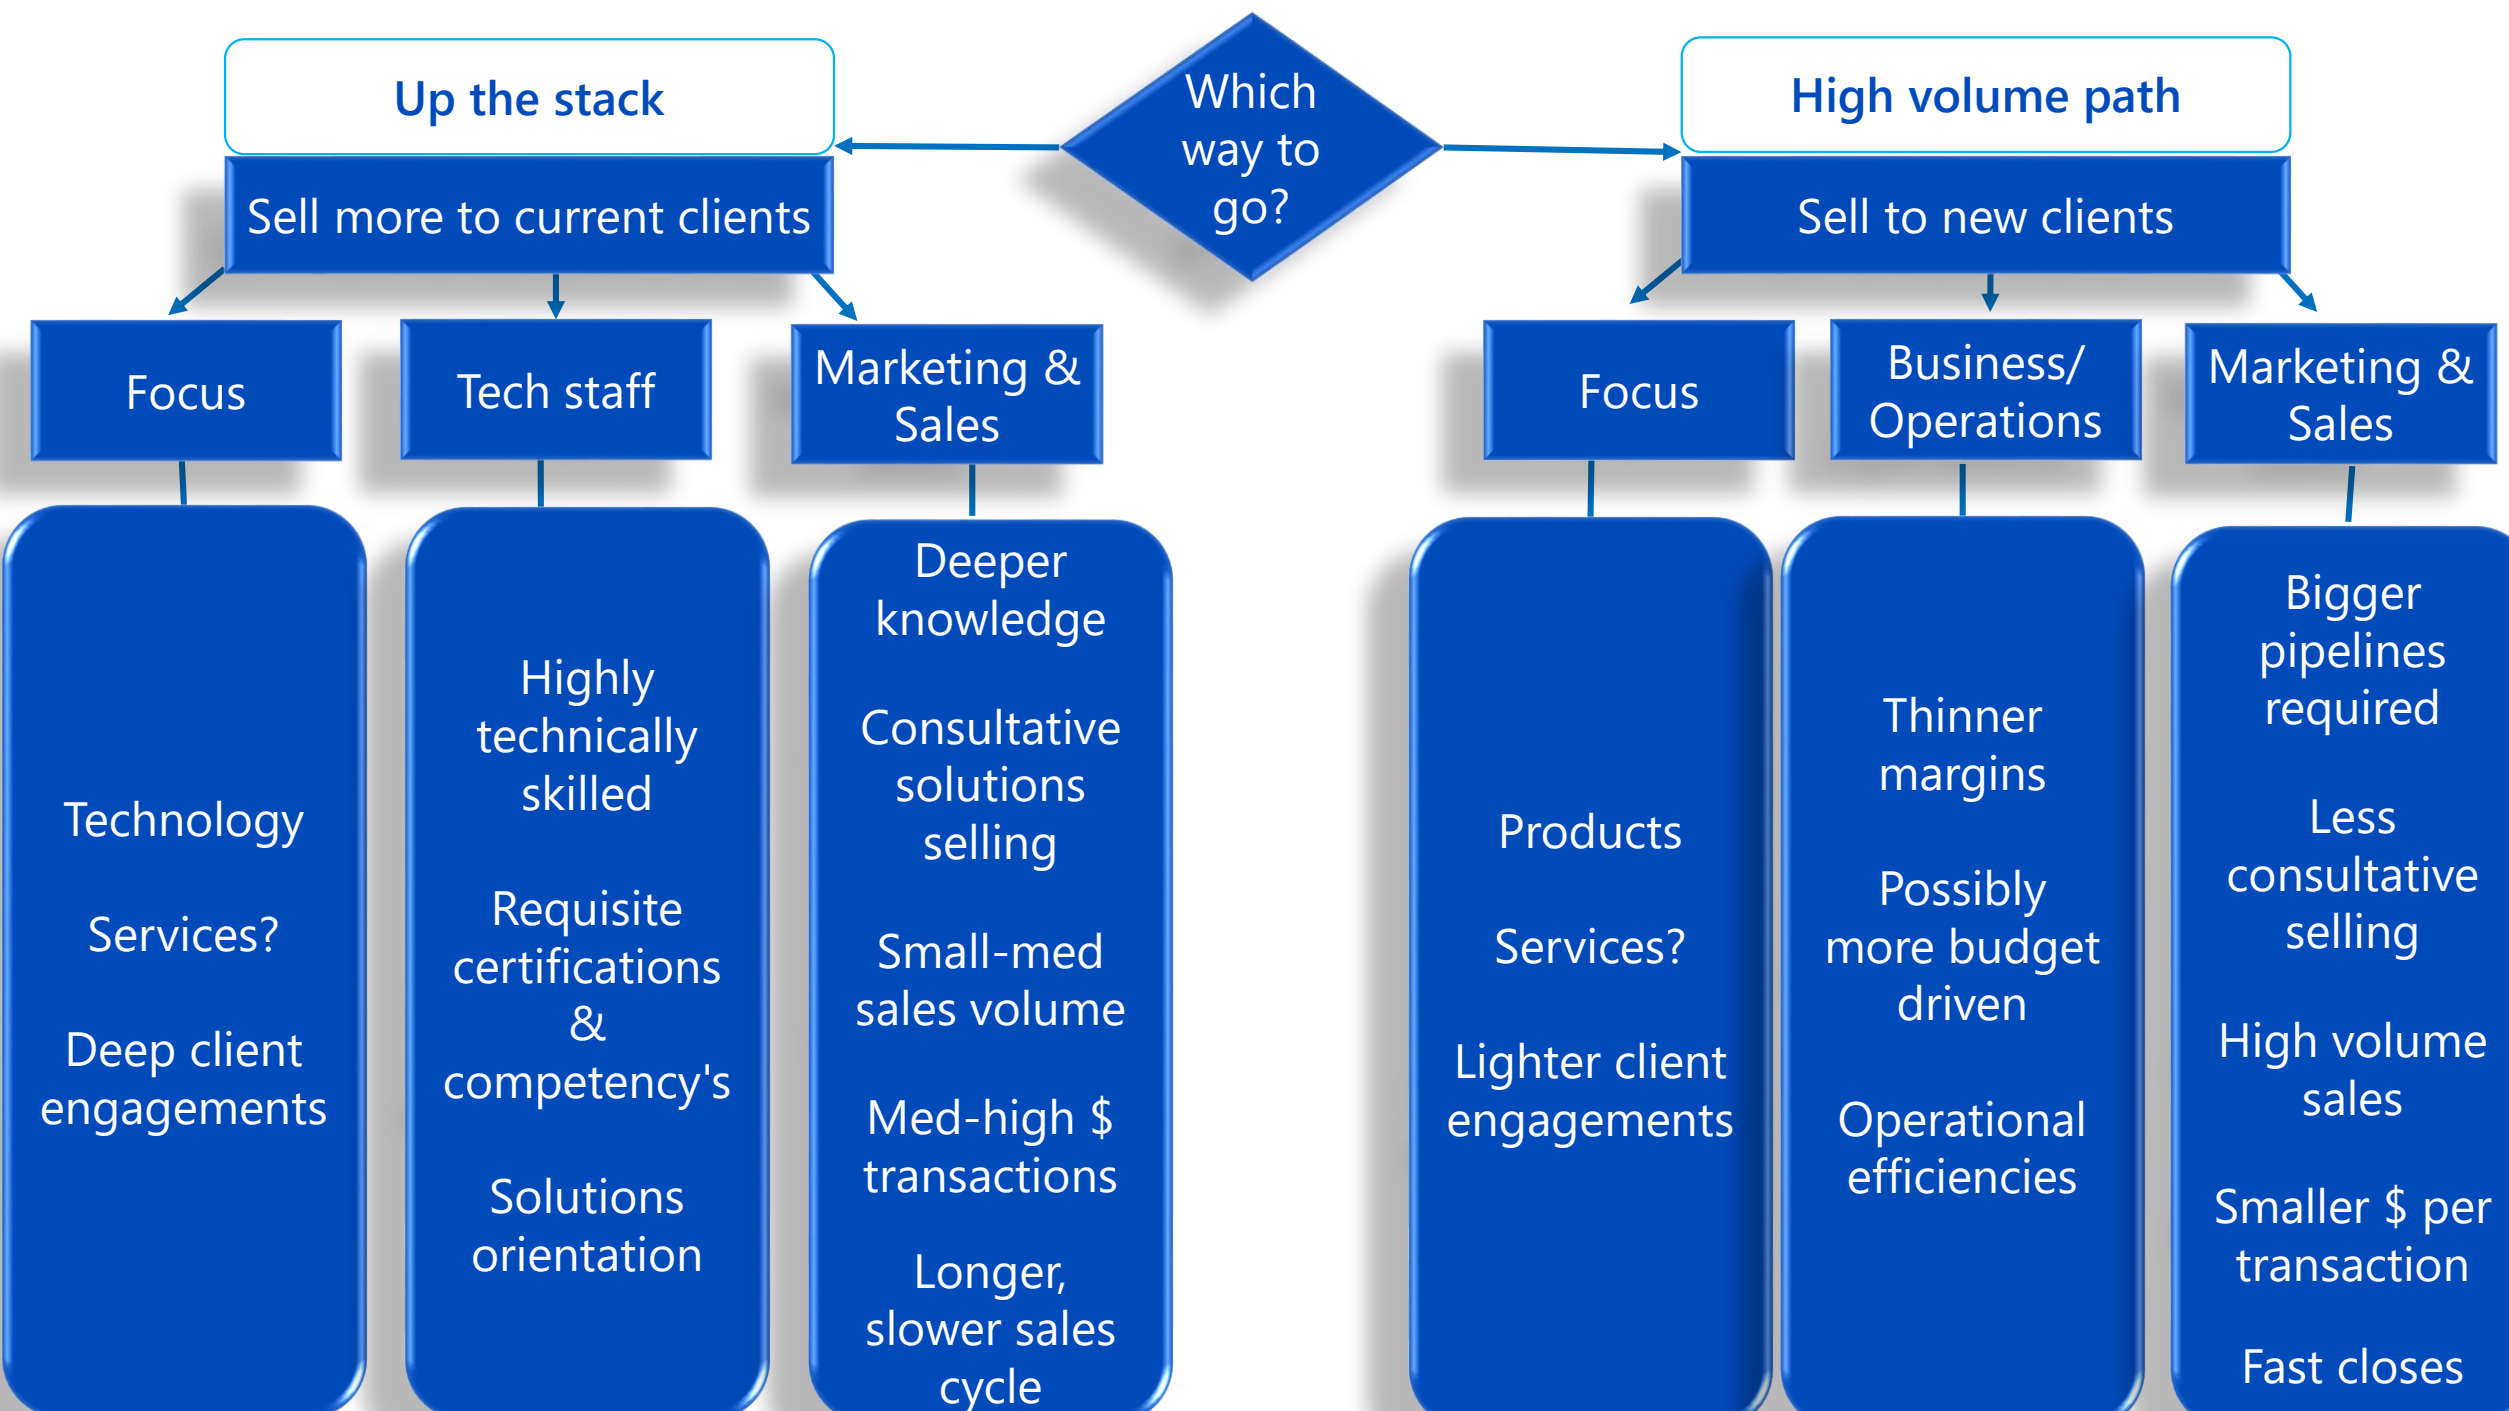 Which
way to
go?
Up the stack
Sell more to current clients
Focus
Technology
Services?
Deep client
engagements
Tech staff
Highly
technically
skilled
Requisite
certifications
&
competency's
Solutions
orientation
Marketing &
Sales
Deeper
knowledge
Consultative
solutions
selling
Small-med
sales volume
Med-high $
transactions
Longer,
slower sales
cycle
High volume path
Sell to new clients
Focus
Products
Services?
Lighter client
engagements
Business/
Operations
Thinner
margins
Possibly
more budget
driven
Operational
efficiencies
Marketing &
Sales
Bigger
pipelines
required
Less
consultative
selling
High volume
sales
Smaller $ per
transaction
Fast closes